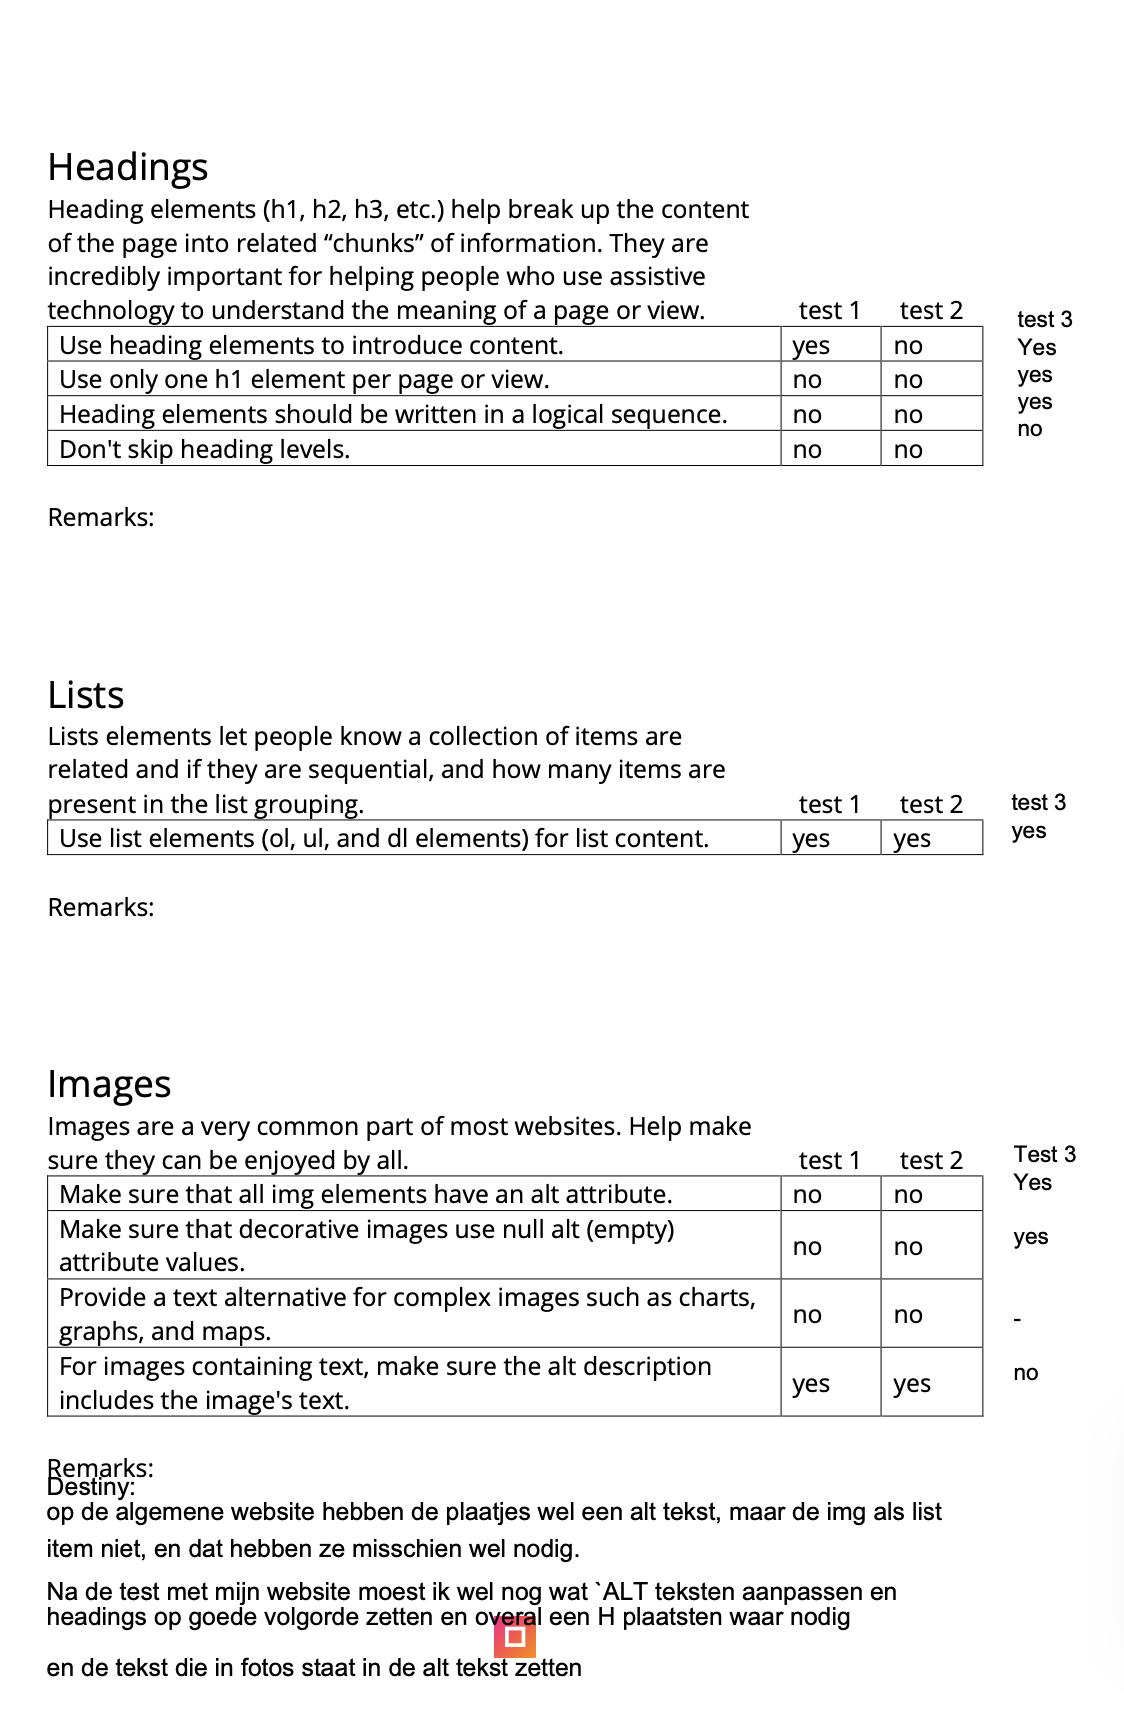 Headings
Heading elements (h1, h2, h3, etc.) help break up the content
of the page into related “chunks” of information. They are
incredibly important for helping people who use assistive
technology to understand the meaning of a page or view. test 1 test 2 test 3
Use heading elements to introduce content. yes no Yes
Use only one h1 element per page or view. no no yes
Heading elements should be written in a logical sequence. no no yes
Don't skip heading levels. no no no
Remarks:
Lists
Lists elements let people know a collection of items are
related and if they are sequential, and how many items are
present in the list grouping. test 1 test 2 test 3
Use list elements (ol, ul, and dl elements) for list content. yes yes yes
Remarks:
Images
Images are a very common part of most websites. Help make
sure they can be enjoyed by all. test 1 test 2 Test 3
Make sure that all img elements have an alt attribute. no no Yes
Make sure that decorative images use null alt (empty)
attribute values. no no yes
Provide a text alternative for complex images such as charts,
graphs, and maps. no no -
For images containing text, make sure the alt description
includes the image's text. yes yes no
Remarks:
Destiny:
op de algemene website hebben de plaatjes wel een alt tekst, maar de img als list
item niet, en dat hebben ze misschien wel nodig.
Na de test met mijn website moest ik wel nog wat `ALT teksten aanpassen en
headings op goede volgorde zetten en overal een H plaatsten waar nodig
en de tekst die in fotos staat in de alt tekst zetten